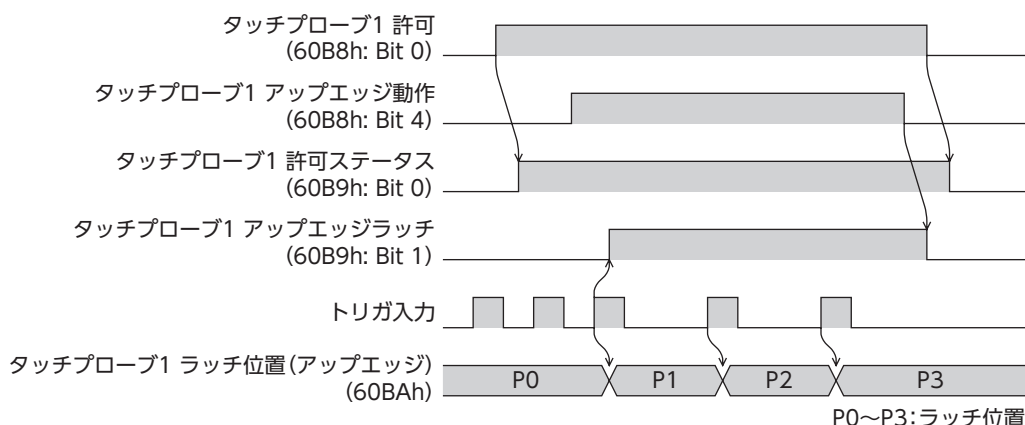 タッチプローブ1 許可
(60B8h: Bit 0)
タッチプローブ1 アップエッジ動作
(60B8h: Bit 4)
タッチプローブ1 許可ステータス
(60B9h: Bit 0)
タッチプローブ1 アップエッジラッチ
(60B9h: Bit 1)
トリガ入力
タッチプローブ1 ラッチ位置(アップエッジ)
(60BAh)
P0 P1 P2 P3
P0～P3:ラッチ位置